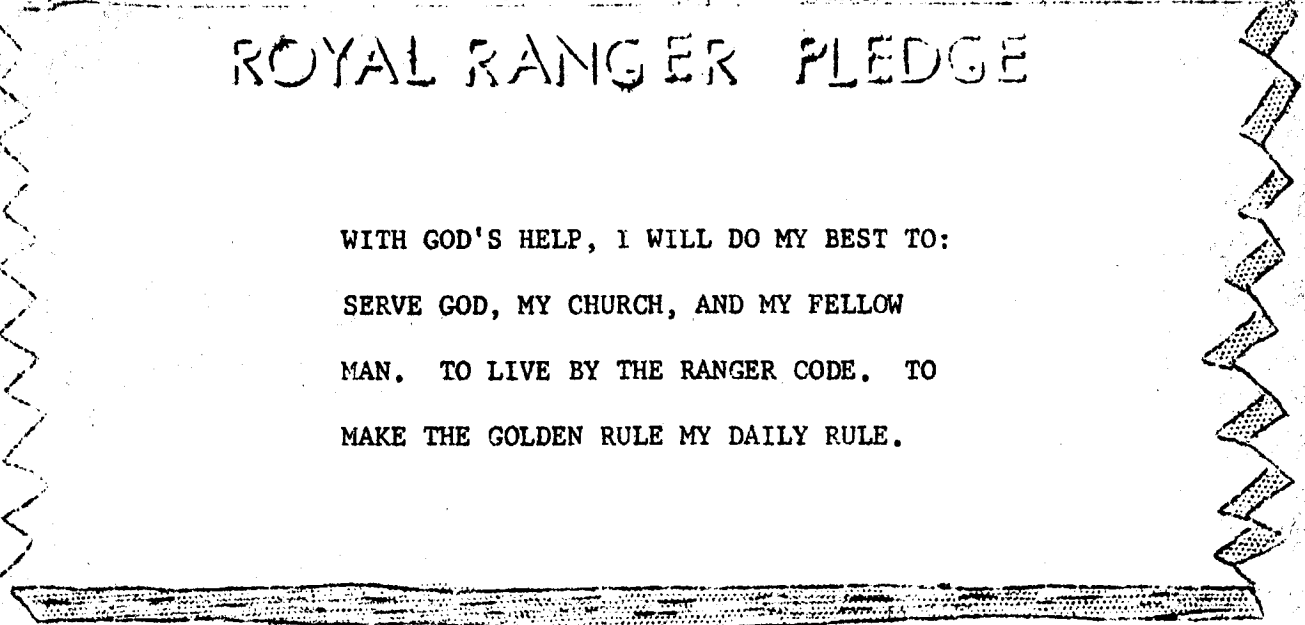 ROYAL RANGER PLEDGE
WITH GOD'S HELP, I WILL DO MY BEST TO:
SERVE GOD, MY CHURCH, AND MY FELLOW
MAN. TO LIVE BY THE RANGER CODE. TO
MAKE THE GOLDEN RULE MY DAILY RULE.